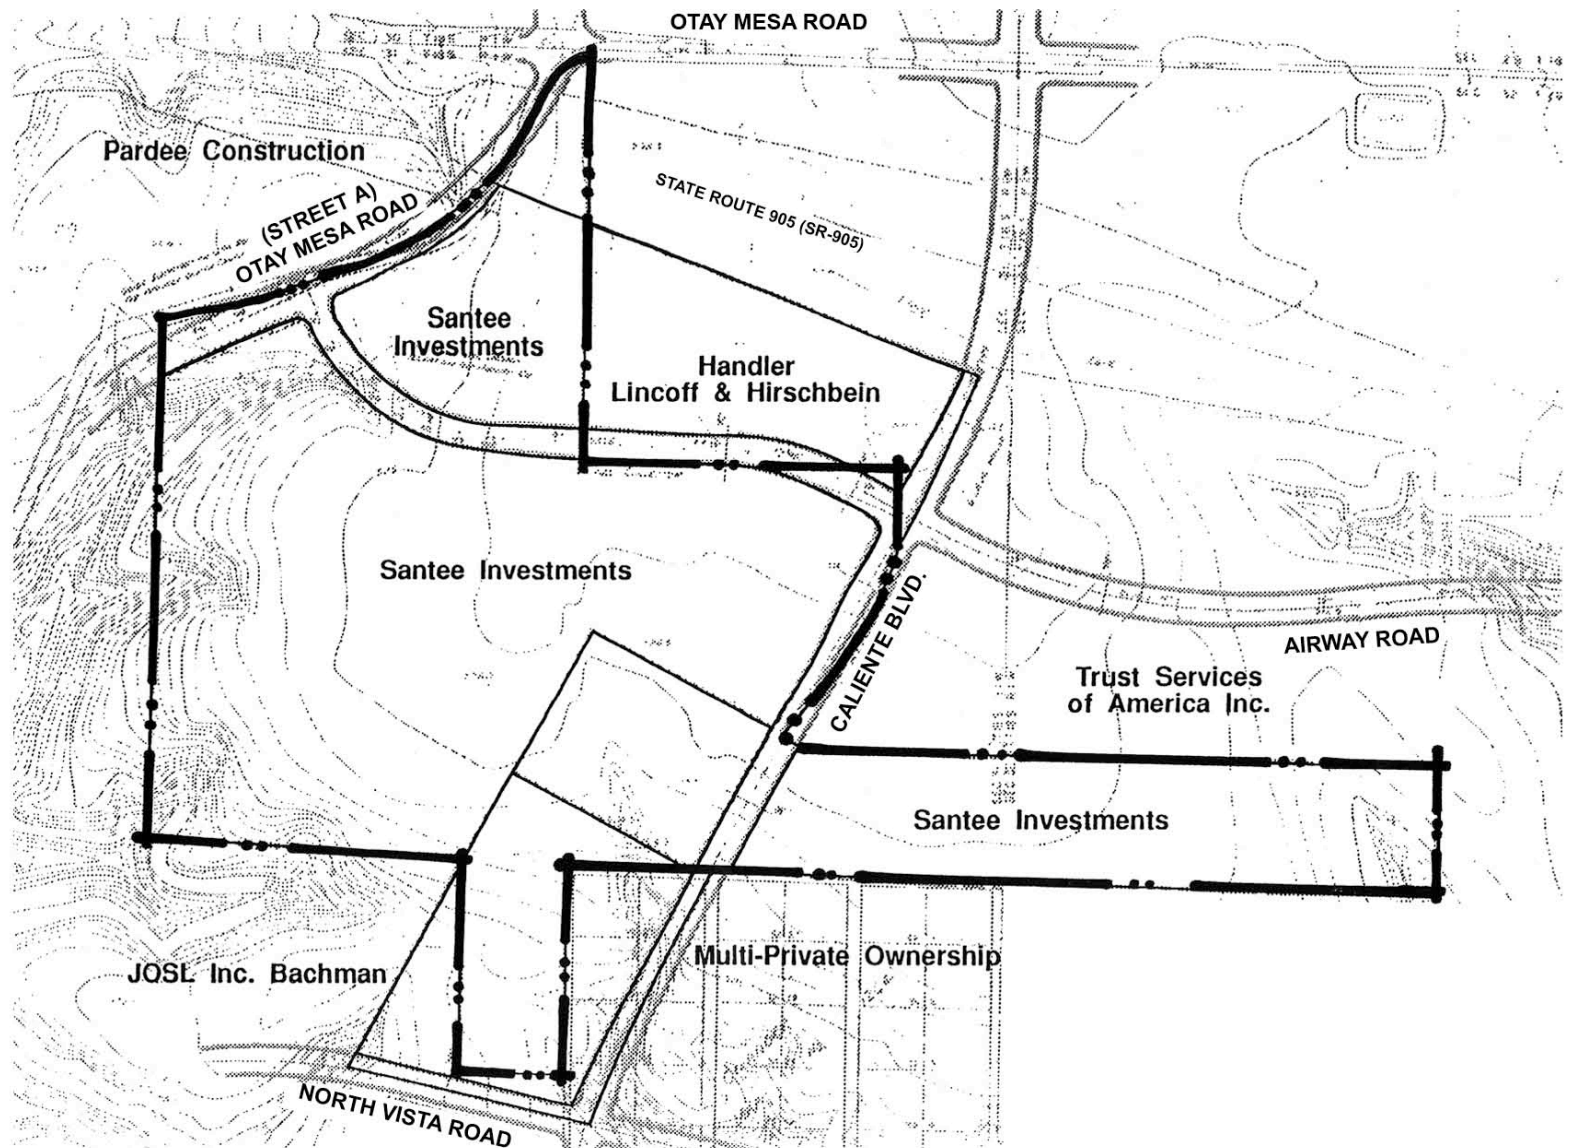 OTAY MESA ROAD
Pardee Construction
STATE ROUTE 905 (SR-905)
(STREET A)
OTAY MESA ROAD
Santee
Investments
Handler
Lincoff & Hirschbein
Santee Investments
CALIENTE BLVD.
AIRWAY ROAD
Trust Services
of America Inc.
Santee Investments
Multi-Private Ownership
JOSL Inc. Bachman
NORTH VISTA ROAD